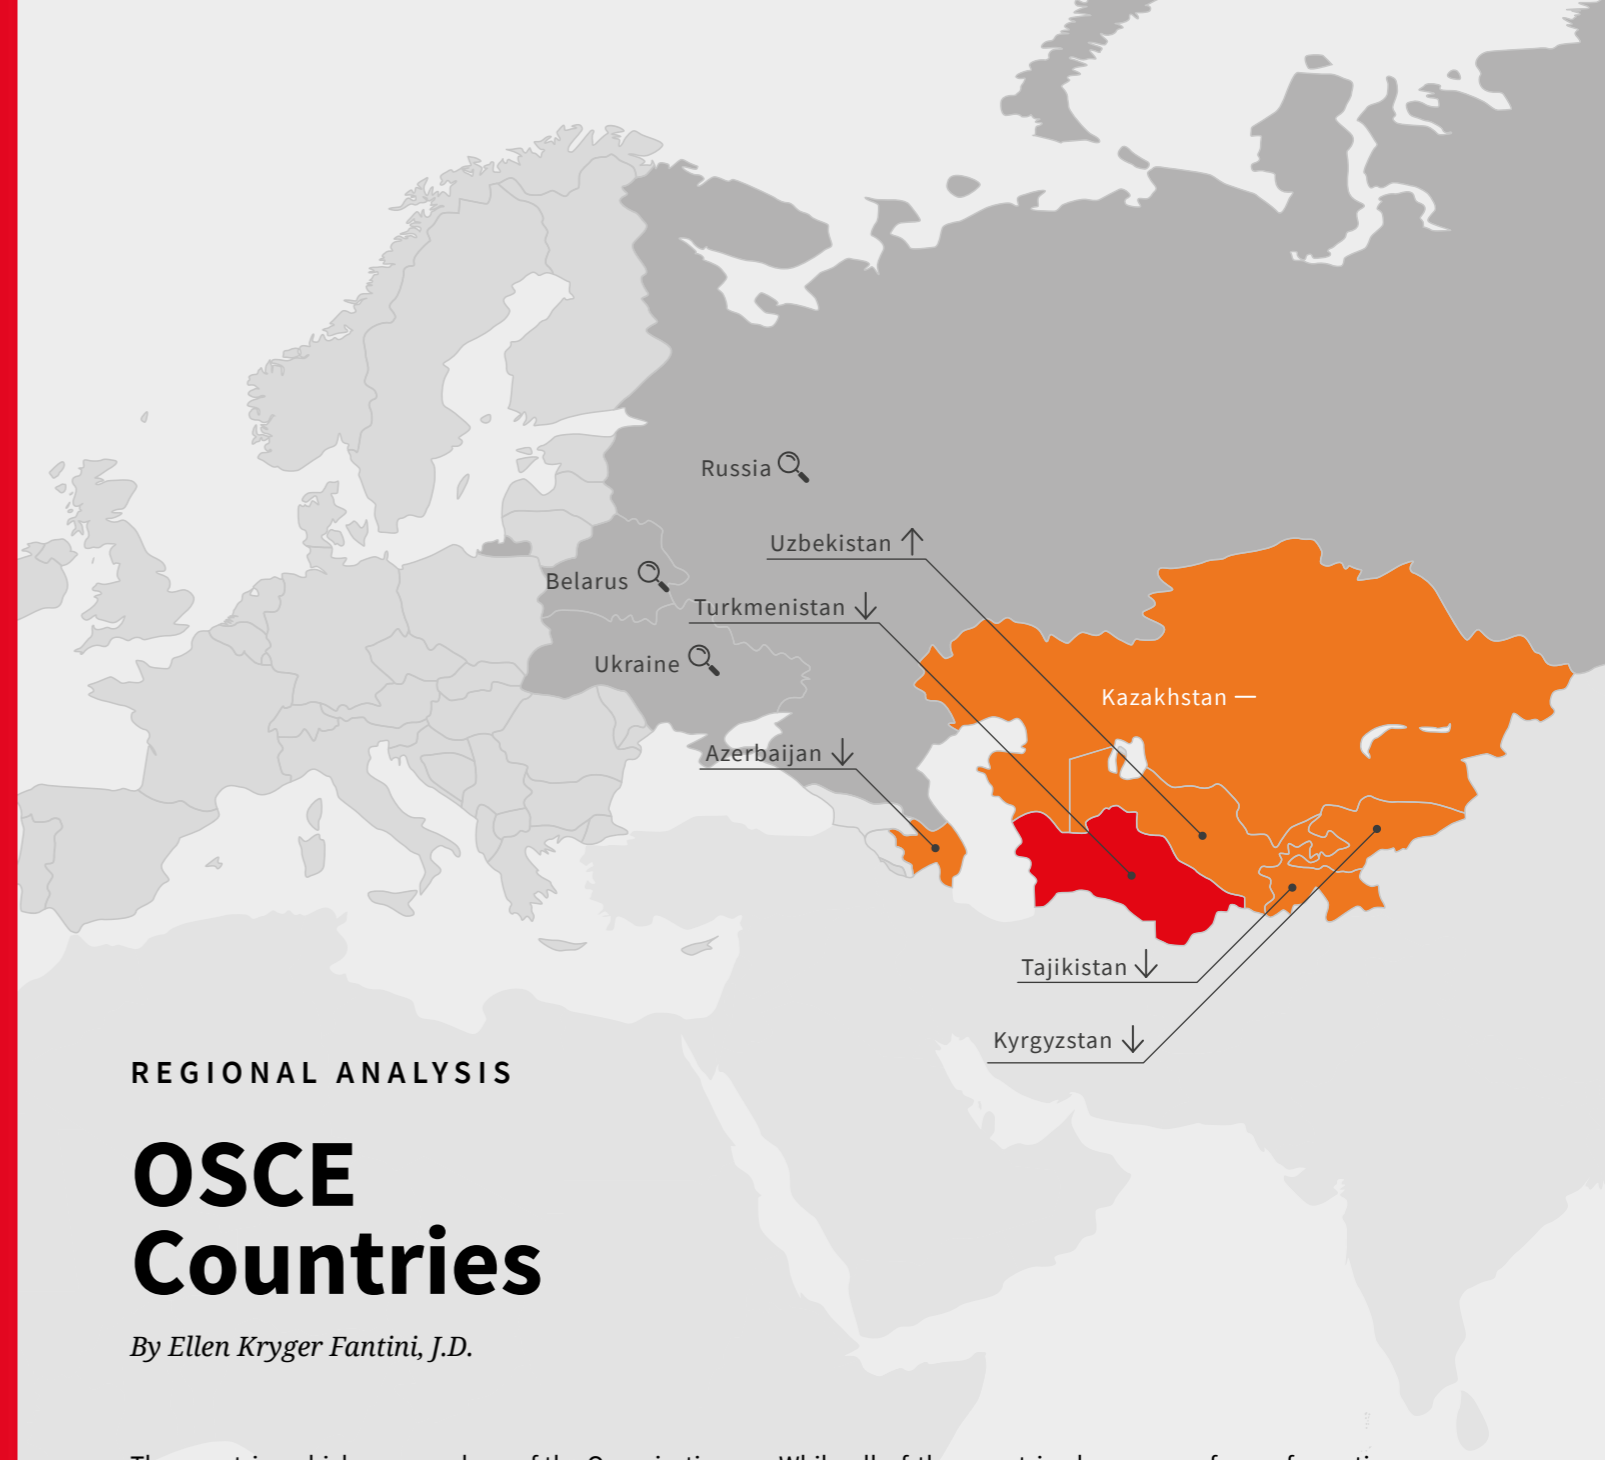 Russia
Uzbekistan
Belarus
Turkmenistan
Ukraine
Kazakhstan
Azerbaijan
Tajikistan
Kyrgyzstan
REGIONAL ANALYSIS
OSCE
Countries
By Ellen Kryger Fantini, J.D.